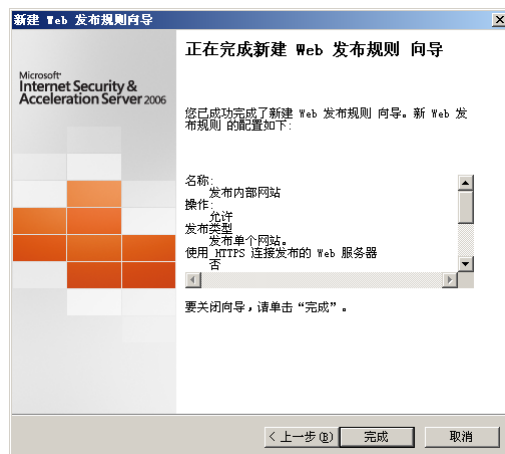 新建 Web 发布规则向导
Microsoft
Internet Security &
Acceleration Server 2006
正在完成新建 Web 发布规则 向导
您已成功完成了新建 Web 发布规则 向导。新 Web 发
布规则 的配置如下:
名称:
发布内部网站
操作:
允许
发布类型
发布单个网站。
使用 HTTPS 连接发布的 Web 服务器
否
要关闭向导，请单击“完成”。
< 上一步(B)
完成
取消